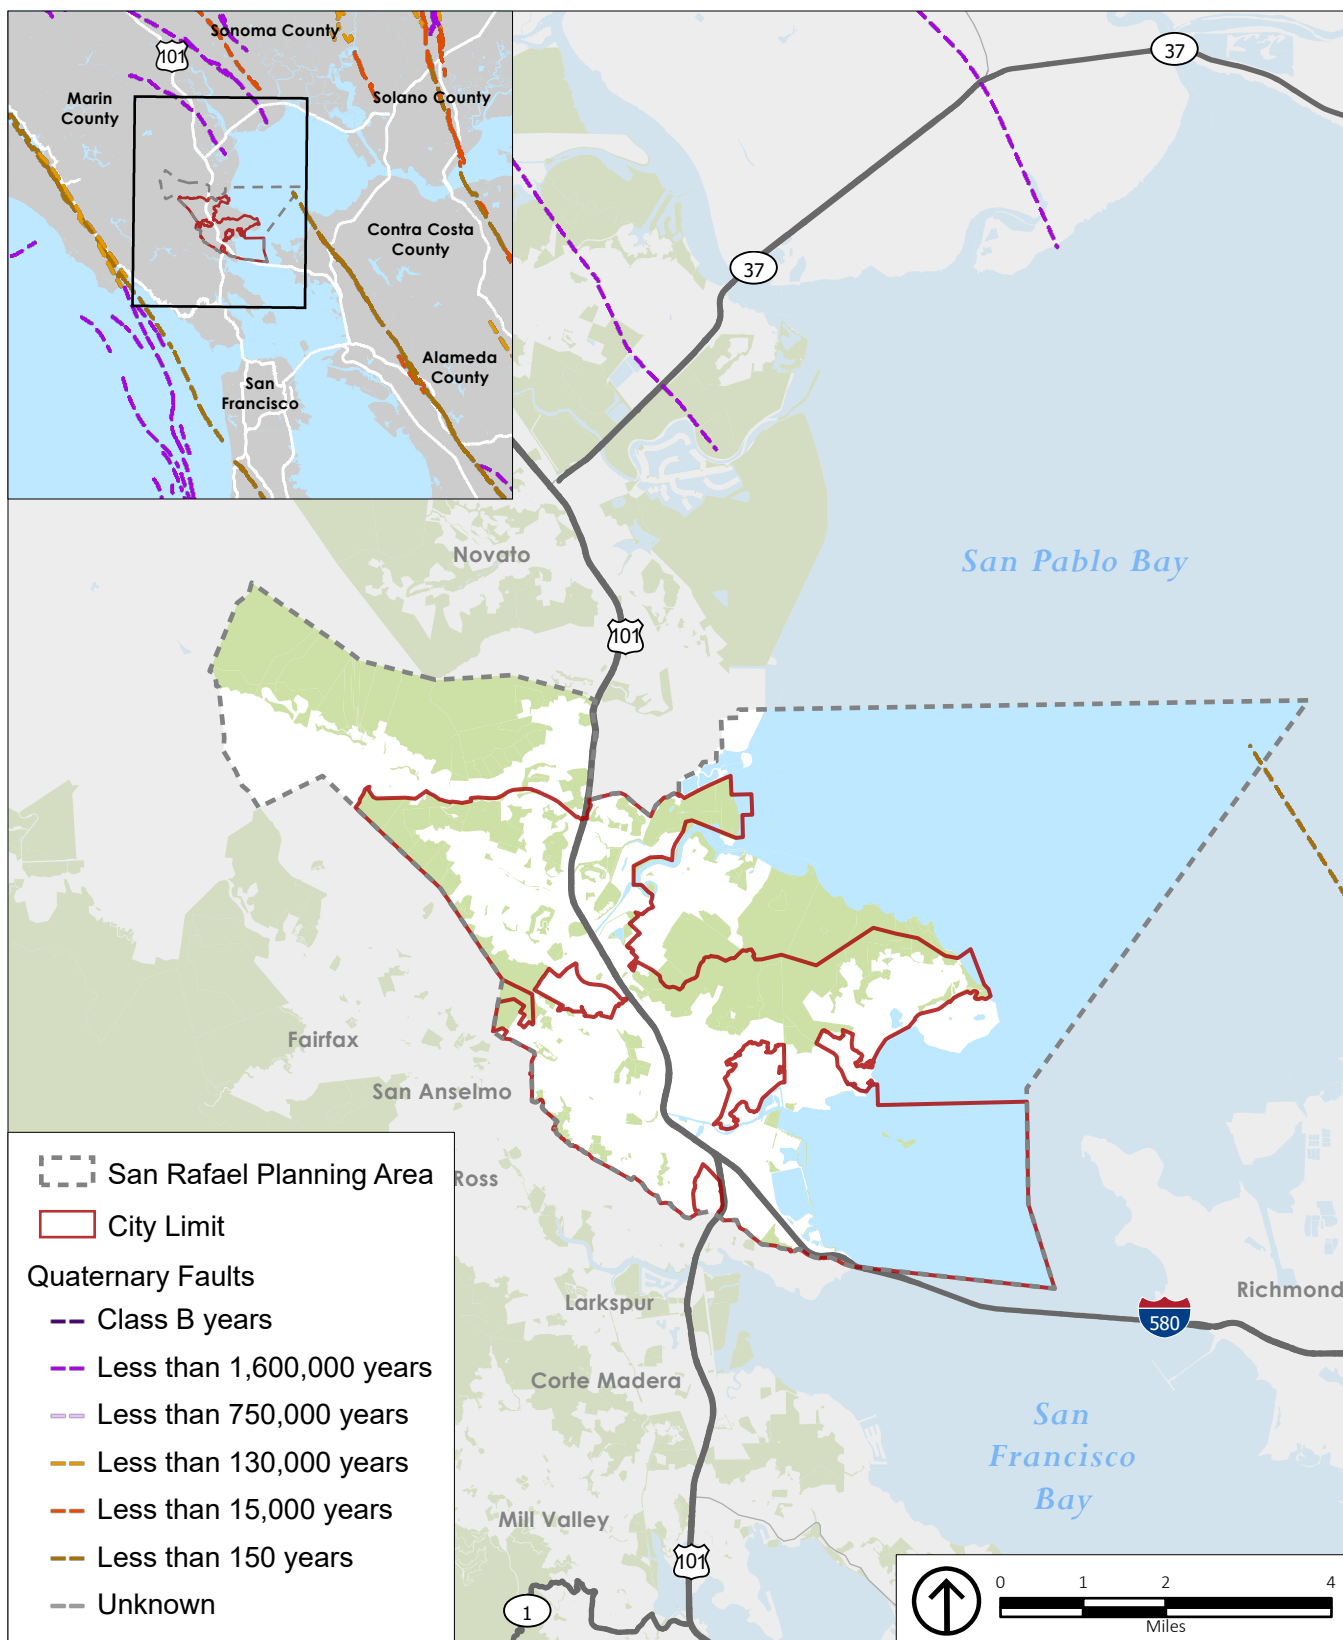 Sonoma County
101
Marin
County
Solano County
Contra Costa
County
Alameda
County
San
Francisco
37
37
Novato
San Pablo Bay
101
Fairfax
San Anselmo
Ross
Larkspur
Richmond
580
Corte Madera
San
Francisco
Bay
Mill Valley
101
1
San Rafael Planning Area
City Limit
Quaternary Faults
Class B years
Less than 1,600,000 years
Less than 750,000 years
Less than 130,000 years
Less than 15,000 years
Less than 150 years
Unknown
0 1 2 4
Miles